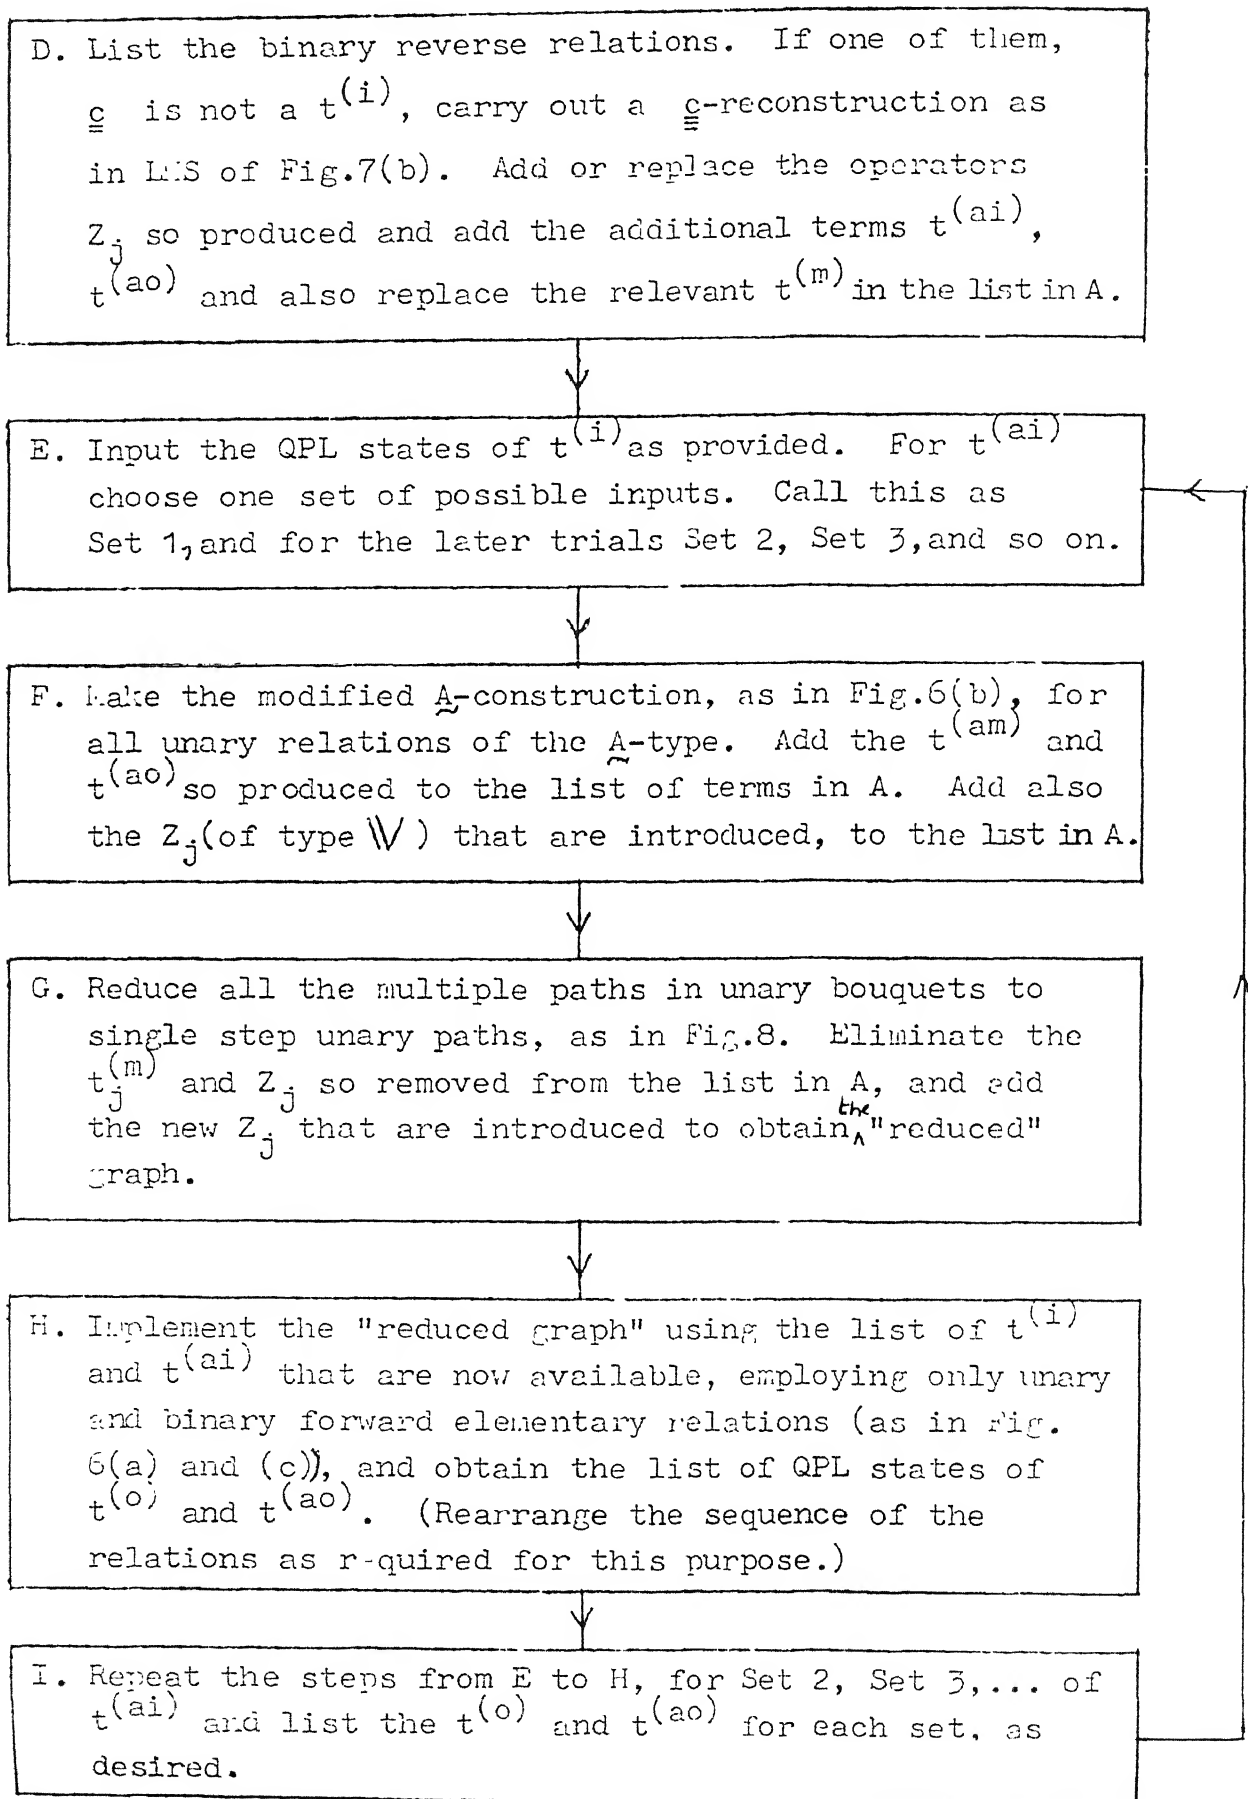 D. List the binary reverse relations. If one of them,
c is not a t(i), carry out a c-reconstruction as
in LHS of Fig.7(b). Add or replace the operators
Zj so produced and add the additional terms t(ai),
t(ao) and also replace the relevant t(m) in the list in A.
E. Input the QPL states of t(i) as provided. For t(ai)
choose one set of possible inputs. Call this as
Set 1, and for the later trials Set 2, Set 3, and so on.
F. Make the modified A-construction, as in Fig.6(b), for
all unary relations of the A-type. Add the t(am) and
t(ao) so produced to the list of terms in A. Add also
the Zj (of type \V ) that are introduced, to the list in A.
G. Reduce all the multiple paths in unary bouquets to
single step unary paths, as in Fig.8. Eliminate the
tj(m) and Zj so removed from the list in A, and add
the new Zj that are introduced to obtain the "reduced"
graph.
H. Implement the "reduced graph" using the list of t(i)
and t(ai) that are now available, employing only unary
and binary forward elementary relations (as in Fig.
6(a) and (c)), and obtain the list of QPL states of
t(o) and t(ao). (Rearrange the sequence of the
relations as r-quired for this purpose.)
I. Repeat the steps from E to H, for Set 2, Set 3,... of
t(ai) and list the t(o) and t(ao) for each set, as
desired.